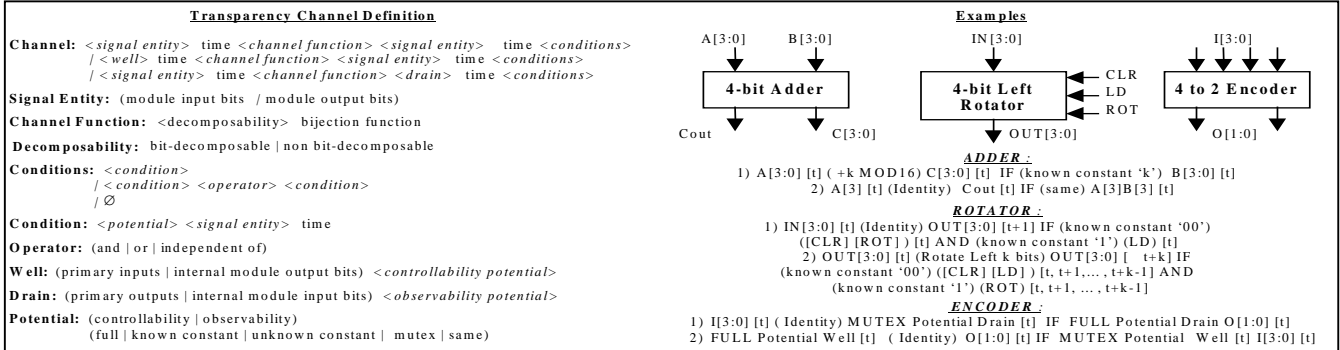 Transparency Channel Definition
Channel: <signal entity> time <channel function> <signal entity> time <conditions>
/ <well> time <channel function> <signal entity> time <conditions>
| <signal entity> time <channel function> <drain> time <conditions>
Signal Entity: (module input bits / module output bits)
Channel Function: <decomposability> bijection function
Decomposability: bit-decomposable | non bit-decomposable
Conditions: <condition>
/ <condition> <operator> <condition>
/ ∅
Condition: <potential> <signal entity> time
Operator: (and | or | independent of)
Well: (primary inputs | internal module output bits) <controllability potential>
Drain: (primary outputs | internal module input bits) <observability potential>
Potential: (controllability | observability)
(full | known constant | unknown constant | mutex | same)
Examples
A[3:0] B[3:0]
4-bit Adder
Cout C[3:0]
IN[3:0]
4-bit Left
Rotator
CLR
LD
ROT
OUT[3:0]
I[3:0]
4 to 2 Encoder
O[1:0]
ADDER:
1) A[3:0] [t] ( +k MOD16) C[3:0] [t] IF (known constant ‘k’) B[3:0] [t]
2) A[3] [t] (Identity) Cout [t] IF (same) A[3]B[3] [t]
ROTATOR:
1) IN[3:0] [t] (Identity) OUT[3:0] [t+1] IF (known constant ‘00’)
([CLR] [ROT] ) [t] AND (known constant ‘1’) (LD) [t]
2) OUT[3:0] [t] (Rotate Left k bits) OUT[3:0] [ t+k] IF
(known constant ‘00’) ([CLR] [LD] ) [t, t+1,... , t+k-1] AND
(known constant ‘1’) (ROT) [t, t+1, ... , t+k-1]
ENCODER:
1) I[3:0] [t] ( Identity) MUTEX Potential Drain [t] IF FULL Potential Drain O[1:0] [t]
2) FULL Potential Well [t] ( Identity) O[1:0] [t] IF MUTEX Potential Well [t] I[3:0] [t]